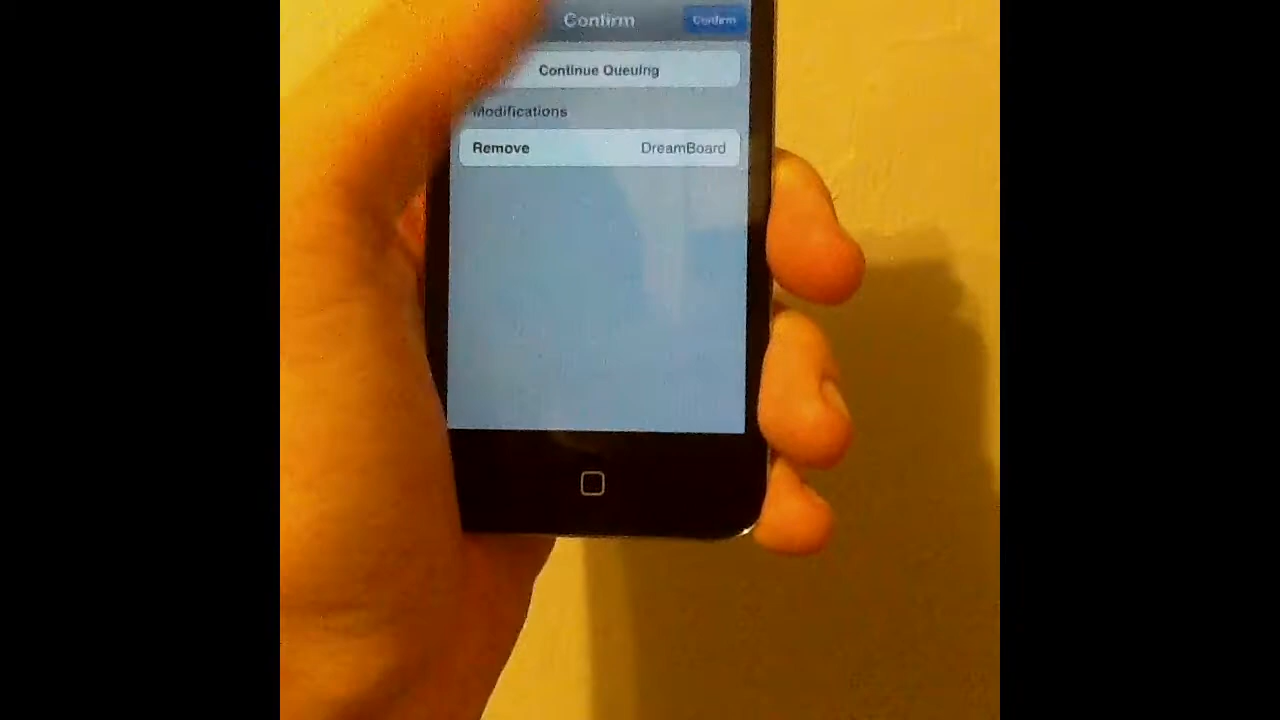 Confirm Confirm
Continue Queuing
Modifications
Remove DreamBoard